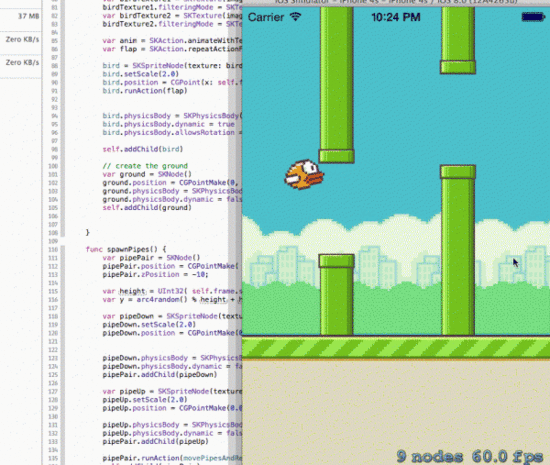 37 MB
Zero KB/s
Zero KB/s
birdTexture1.filteringMode = SKTex
var birdTexture2 = SKTexture(imag
birdTexture2.filteringMode = SKTe
var anim = SKAction.animateWithTe
var flap = SKAction.repeatActionF
bird = SKSpriteNode(texture: bird
bird.setScale(2.0)
bird.position = CGPoint(x: self.f
bird.runAction(flap)
bird.physicsBody = SKPhysicsBody(
bird.physicsBody.dynamic = true
bird.physicsBody.allowsRotation =
self.addChild(bird)
// create the ground
var ground = SKNode()
ground.position = CGPointMake(0,
ground.physicsBody = SKPhysicsBod
ground.physicsBody.dynamic = fals
self.addChild(ground)
}
func spawnPipes() {
var pipePair = SKNode()
pipePair.position = CGPointMake(
pipePair.zPosition = -10;
var height = UInt32( self.frame.s
var y = arc4random() % height + h
var pipeDown = SKSpriteNode(textu
pipeDown.setScale(2.0)
pipeDown.position = CGPointMake(0
pipeDown.physicsBody = SKPhysicsB
pipeDown.physicsBody.dynamic = fa
pipePair.addChild(pipeDown)
var pipeUp = SKSpriteNode(texture
pipeUp.setScale(2.0)
pipeUp.position = CGPointMake(0.0
pipeUp.physicsBody = SKPhysicsBod
pipeUp.physicsBody.dynamic = fals
pipePair.addChild(pipeUp)
pipePair.runAction(movePipesAndRe
Carrier 10:24 PM
9 nodes 60.0 fps